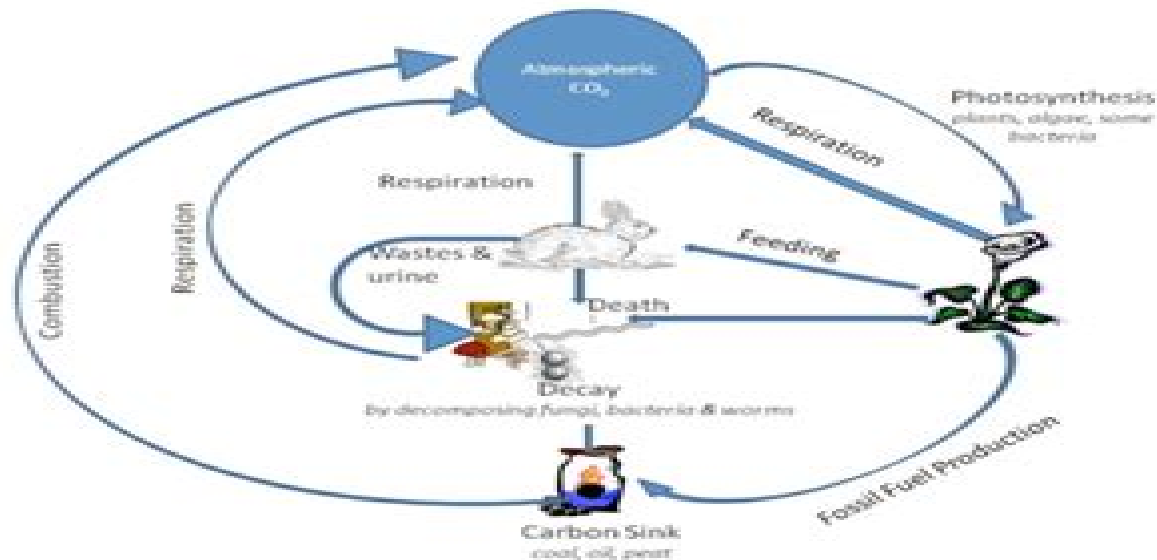 Atmospheric
CO₂
Photosynthesis
plants, algae, some
bacteria
Respiration
Respiration
Feeding
Wastes &
urine
Respiration
Combustion
Death
Decay
by decomposing fungi, bacteria & worms
Fossil Fuel Production
Carbon Sink
coal, oil, peat